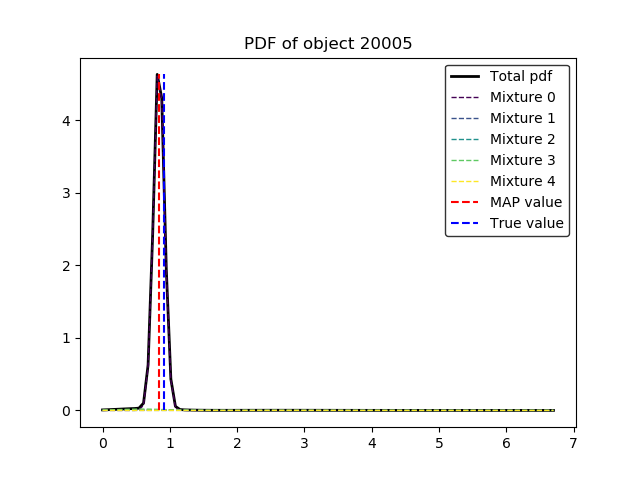 PDF of object 20005
Total pdf
Mixture 0
Mixture 1
Mixture 2
Mixture 3
Mixture 4
MAP value
True value
4
3
2
1
0
0 1 2 3 4 5 6 7